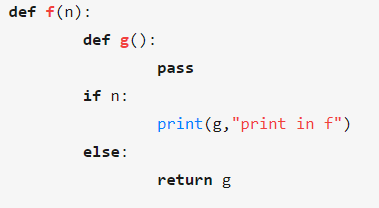 def f(n):
        def g():
                pass
        if n:
                print(g,"print in f")
        else:
                return g